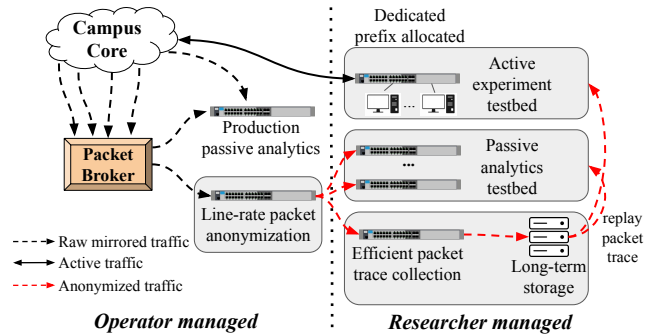 Campus
Core
Dedicated
prefix allocated
Active
experiment
testbed
Production
passive analytics
Packet
Broker
Passive
analytics
testbed
Line-rate packet
anonymization
Efficient packet
trace collection
Long-term
storage
replay
packet
trace
Raw mirrored traffic
Active traffic
Anonymized traffic
Operator managed
Researcher managed